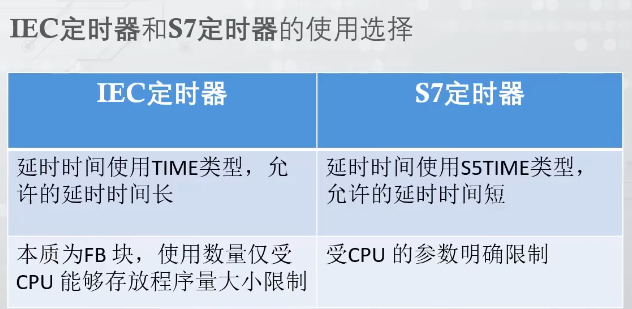 IEC定时器和S7定时器的使用选择
IEC定时器
S7定时器
延时时间使用TIME类型，允
许的延时时间长
延时时间使用S5TIME类型，
允许的延时时间短
本质为FB 块，使用数量仅受
CPU 能够存放程序量大小限制
受CPU 的参数明确限制